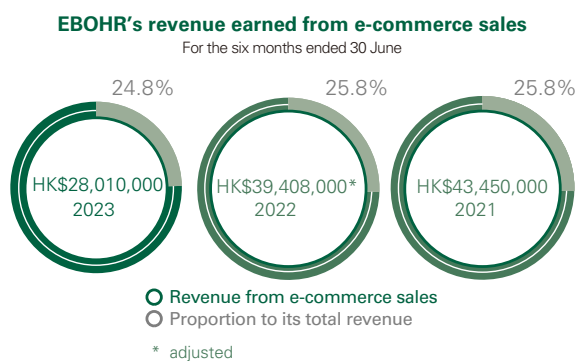 EBOHR’s revenue earned from e-commerce sales
For the six months ended 30 June
24.8%
25.8%
25.8%
HK$28,010,000
2023
HK$39,408,000*
2022
HK$43,450,000
2021
Revenue from e-commerce sales
Proportion to its total revenue
* adjusted